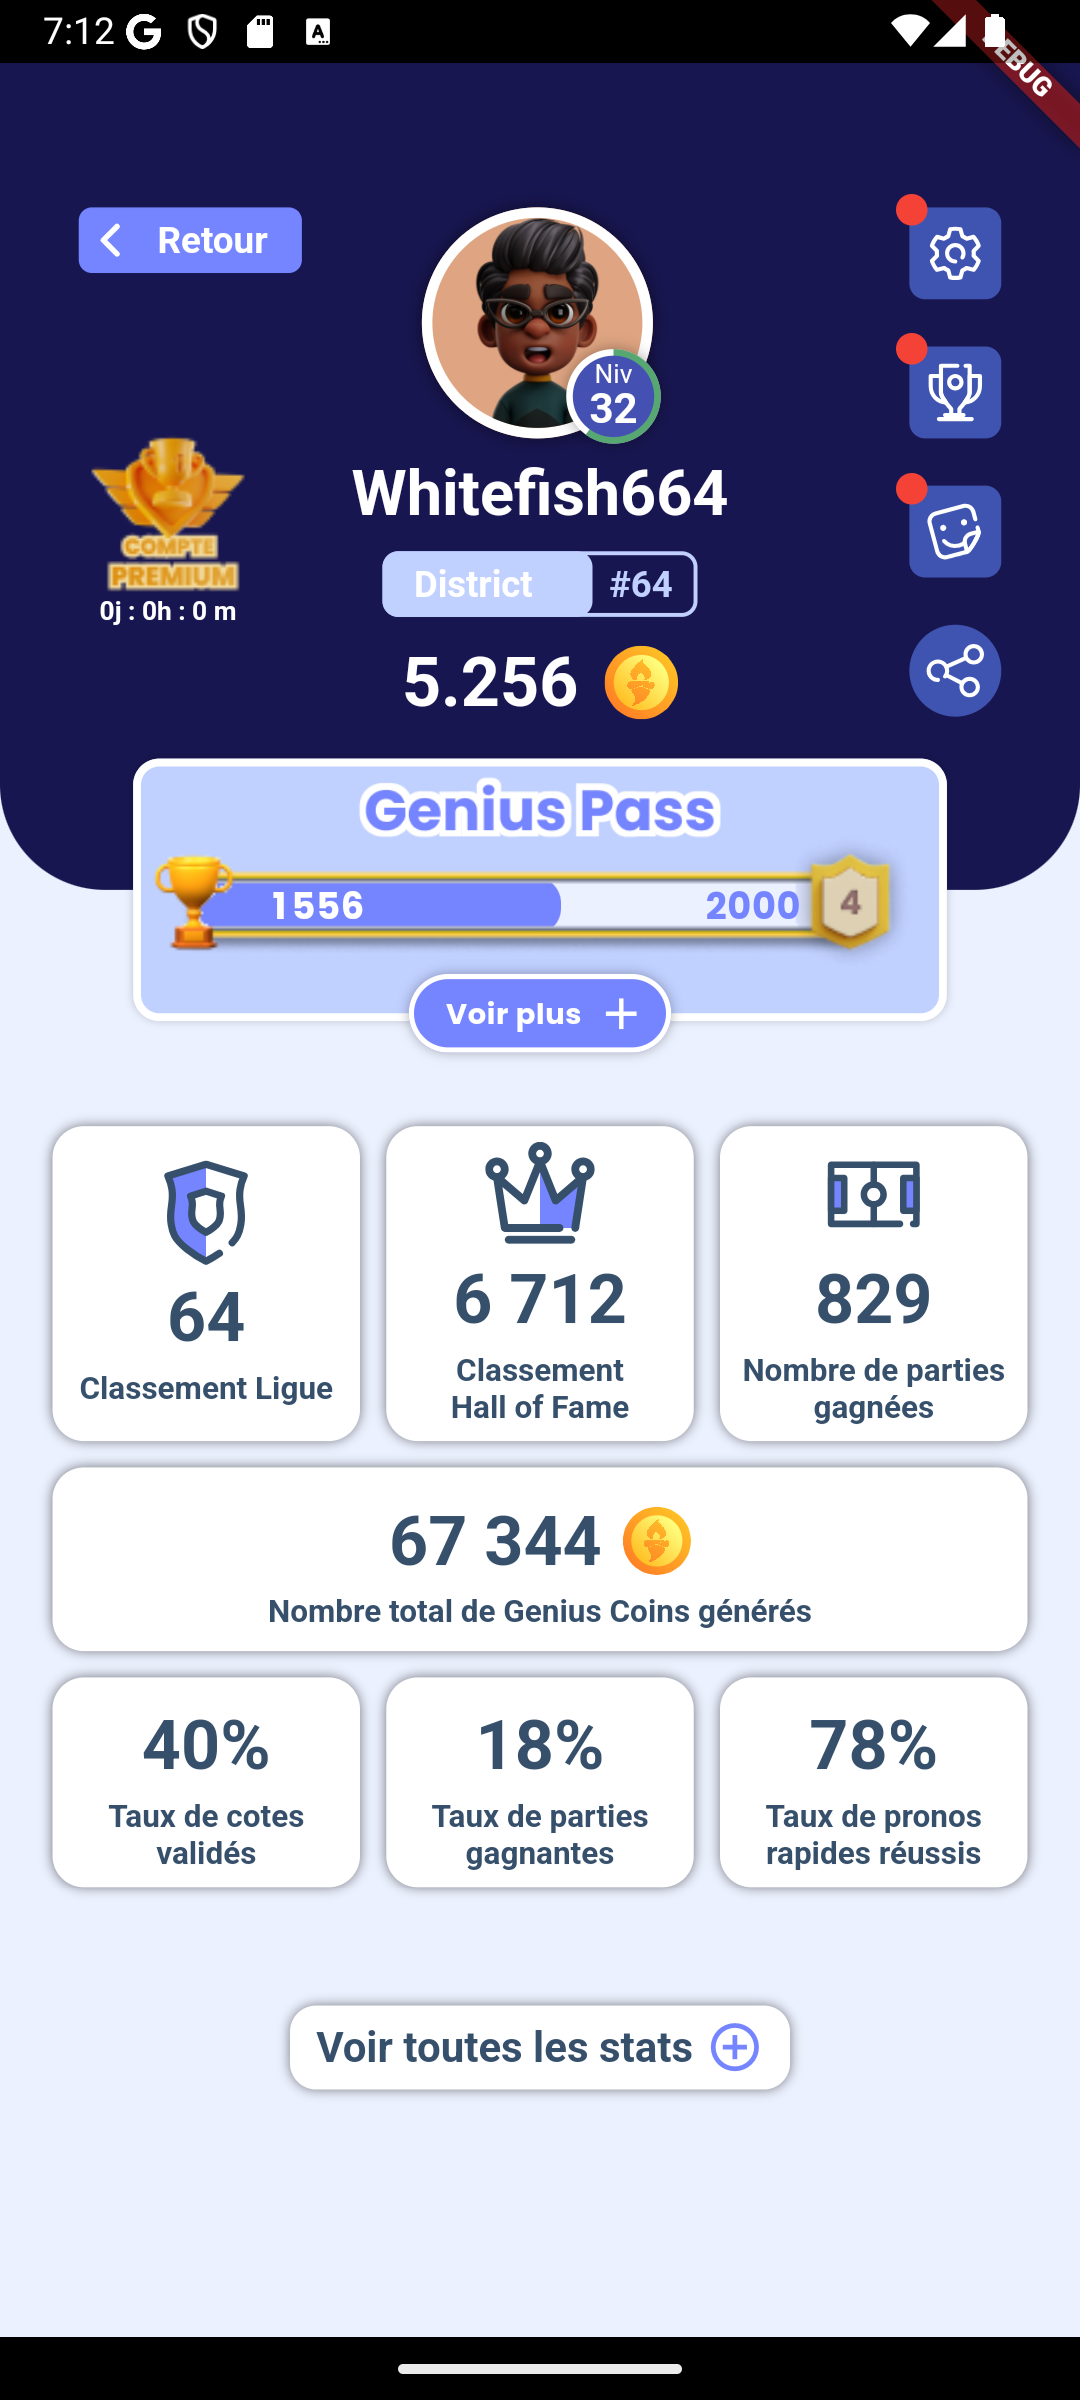 7:12
EBUG
Retour
Niv
32
Whitefish664
COMPTE
PREMIUM
0j : 0h : 0 m
District #64
5.256
Genius Pass
1556 2000 4
Voir plus
64
Classement Ligue
6 712
Classement
Hall of Fame
829
Nombre de parties
gagnées
67 344
Nombre total de Genius Coins générés
40%
Taux de cotes
validés
18%
Taux de parties
gagnantes
78%
Taux de pronos
rapides réussis
Voir toutes les stats